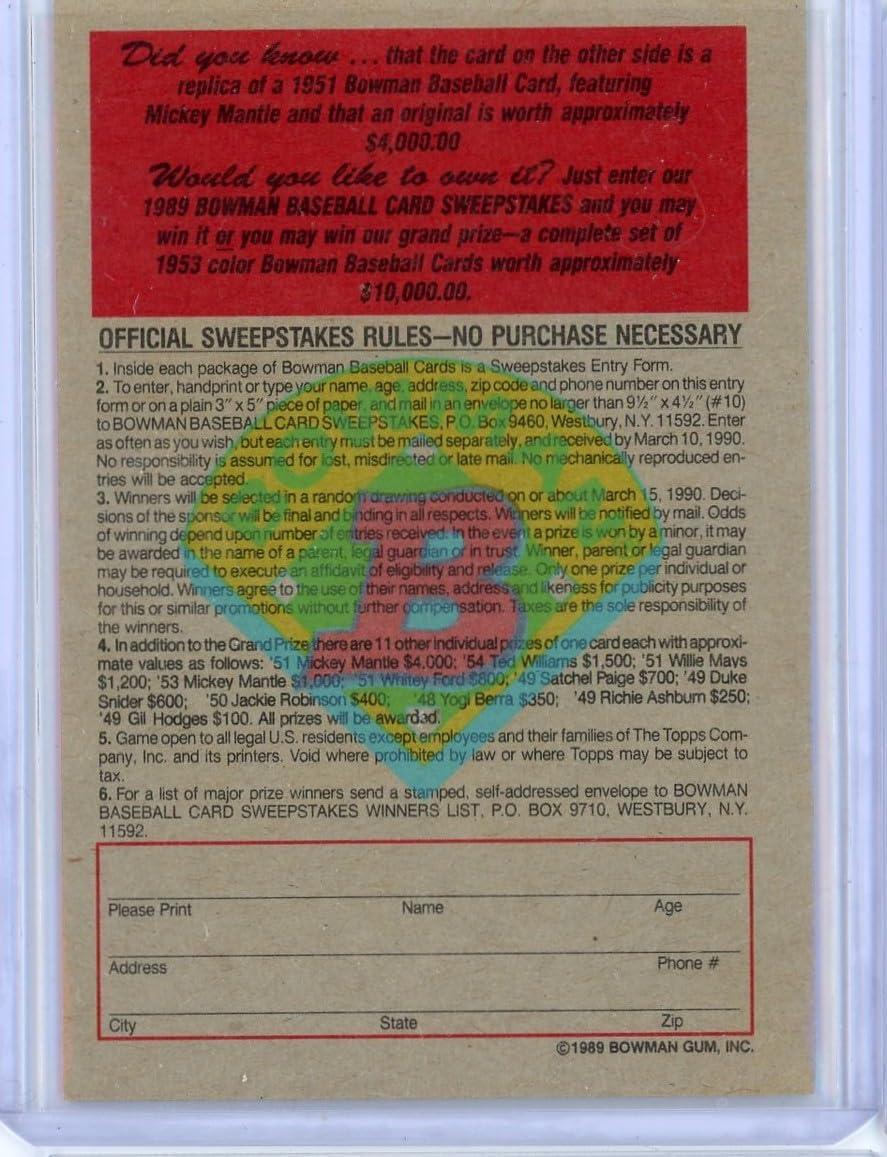 Did you know ... that the card on the other side is a
replica of a 1951 Bowman Baseball Card, featuring
Mickey Mantle and that an original is worth approximately
$4,000.00
Would you like to own it? Just enter our
1989 BOWMAN BASEBALL CARD SWEEPSTAKES and you may
win it or you may win our grand prize—a complete set of
1953 color Bowman Baseball Cards worth approximately
$10,000.00.
OFFICIAL SWEEPSTAKES RULES—NO PURCHASE NECESSARY
1. Inside each package of Bowman Baseball Cards is a Sweepstakes Entry Form.
2. To enter, handprint or type your name, age, address, zip code and phone number on this entry
form or on a plain 3" x 5" piece of paper, and mail in an envelope no larger than 9½" x 4½" (#10)
to BOWMAN BASEBALL CARD SWEEPSTAKES, P.O. Box 9460, Westbury, N.Y. 11592. Enter
as often as you wish, but each entry must be mailed separately, and received by March 10, 1990.
No responsibility is assumed for lost, misdirected or late mail. No mechanically reproduced en-
tries will be accepted.
3. Winners will be selected in a random drawing conducted on or about March 15, 1990. Deci-
sions of the sponsor will be final and binding in all respects. Winners will be notified by mail. Odds
of winning depend upon number of entries received. In the event a prize is won by a minor, it may
be awarded in the name of a parent, legal guardian or in trust. Winner, parent or legal guardian
may be required to execute an affidavit of eligibility and release. Only one prize per individual or
household. Winners agree to the use of their names, address and likeness for publicity purposes
for this or similar promotions without further compensation. Taxes are the sole responsibility of
the winners.
4. In addition to the Grand Prize there are 11 other individual prizes of one card each with approxi-
mate values as follows: '51 Mickey Mantle $4,000; '54 Ted Williams $1,500; '51 Willie Mays
$1,200; '53 Mickey Mantle $1,000; '51 Whitey Ford $800; '49 Satchel Paige $700; '49 Duke
Snider $600; '50 Jackie Robinson $400; '48 Yogi Berra $350; '49 Richie Ashburn $250;
'49 Gil Hodges $100. All prizes will be awarded.
5. Game open to all legal U.S. residents except employees and their families of The Topps Com-
pany, Inc. and its printers. Void where prohibited by law or where Topps may be subject to
tax.
6. For a list of major prize winners send a stamped, self-addressed envelope to BOWMAN
BASEBALL CARD SWEEPSTAKES WINNERS LIST, P.O. BOX 9710, WESTBURY, N.Y.
11592.
Please Print Name Age
Address Phone #
City State Zip
©1989 BOWMAN GUM, INC.